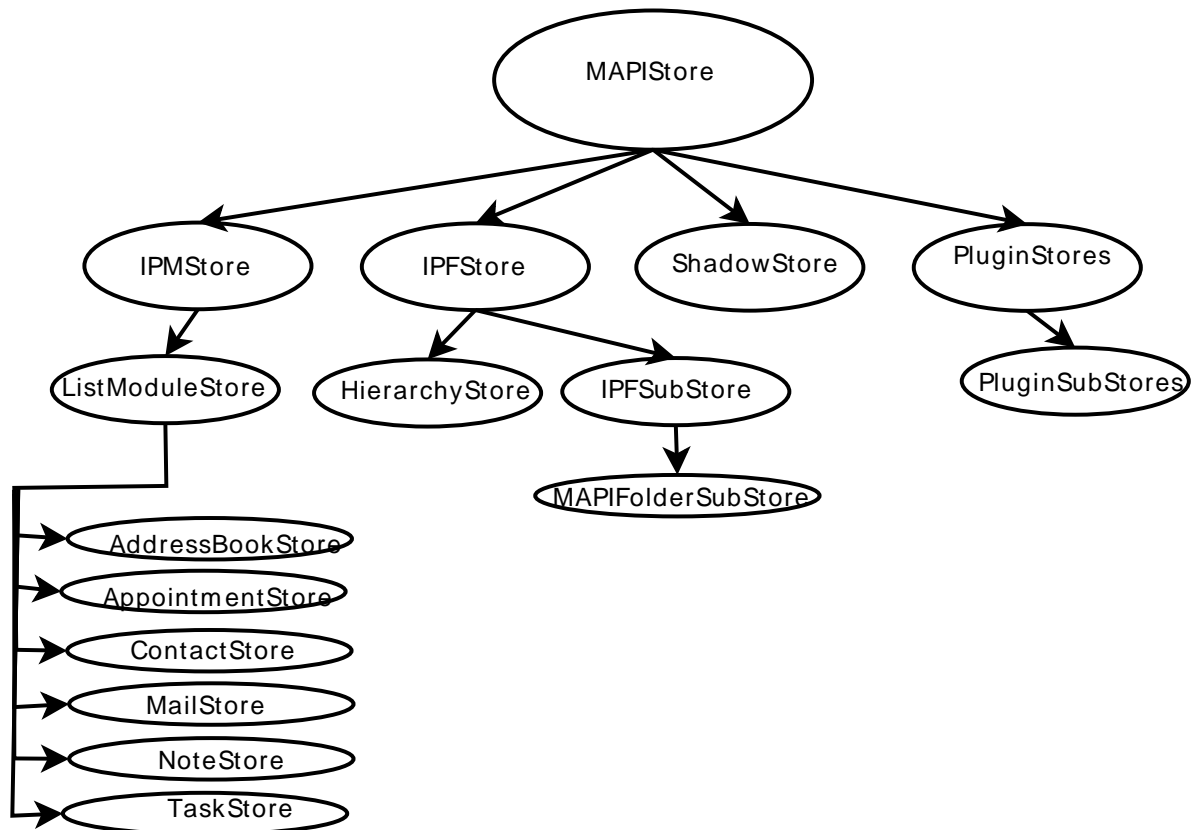 MAPIStore
IPMStore
IPFStore
ShadowStore
PluginStores
ListModuleStore
HierarchyStore
IPFSubStore
PluginSubStores
MAPIFolderSubStore
AddressBookStore
AppointmentStore
ContactStore
MailStore
NoteStore
TaskStore